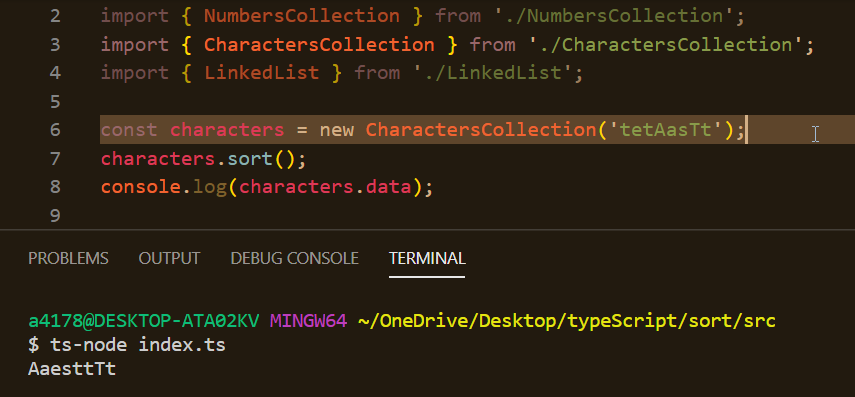 2 import { NumbersCollection } from './NumbersCollection';
3 import { CharactersCollection } from './CharactersCollection';
4 import { LinkedList } from './LinkedList';
5
6 const characters = new CharactersCollection('tetAasTt');
7 characters.sort();
8 console.log(characters.data);
9
PROBLEMS OUTPUT DEBUG CONSOLE TERMINAL
a4178@DESKTOP-ATA02KV MINGW64 ~/OneDrive/Desktop/typeScript/sort/src
$ ts-node index.ts
AaesttTt